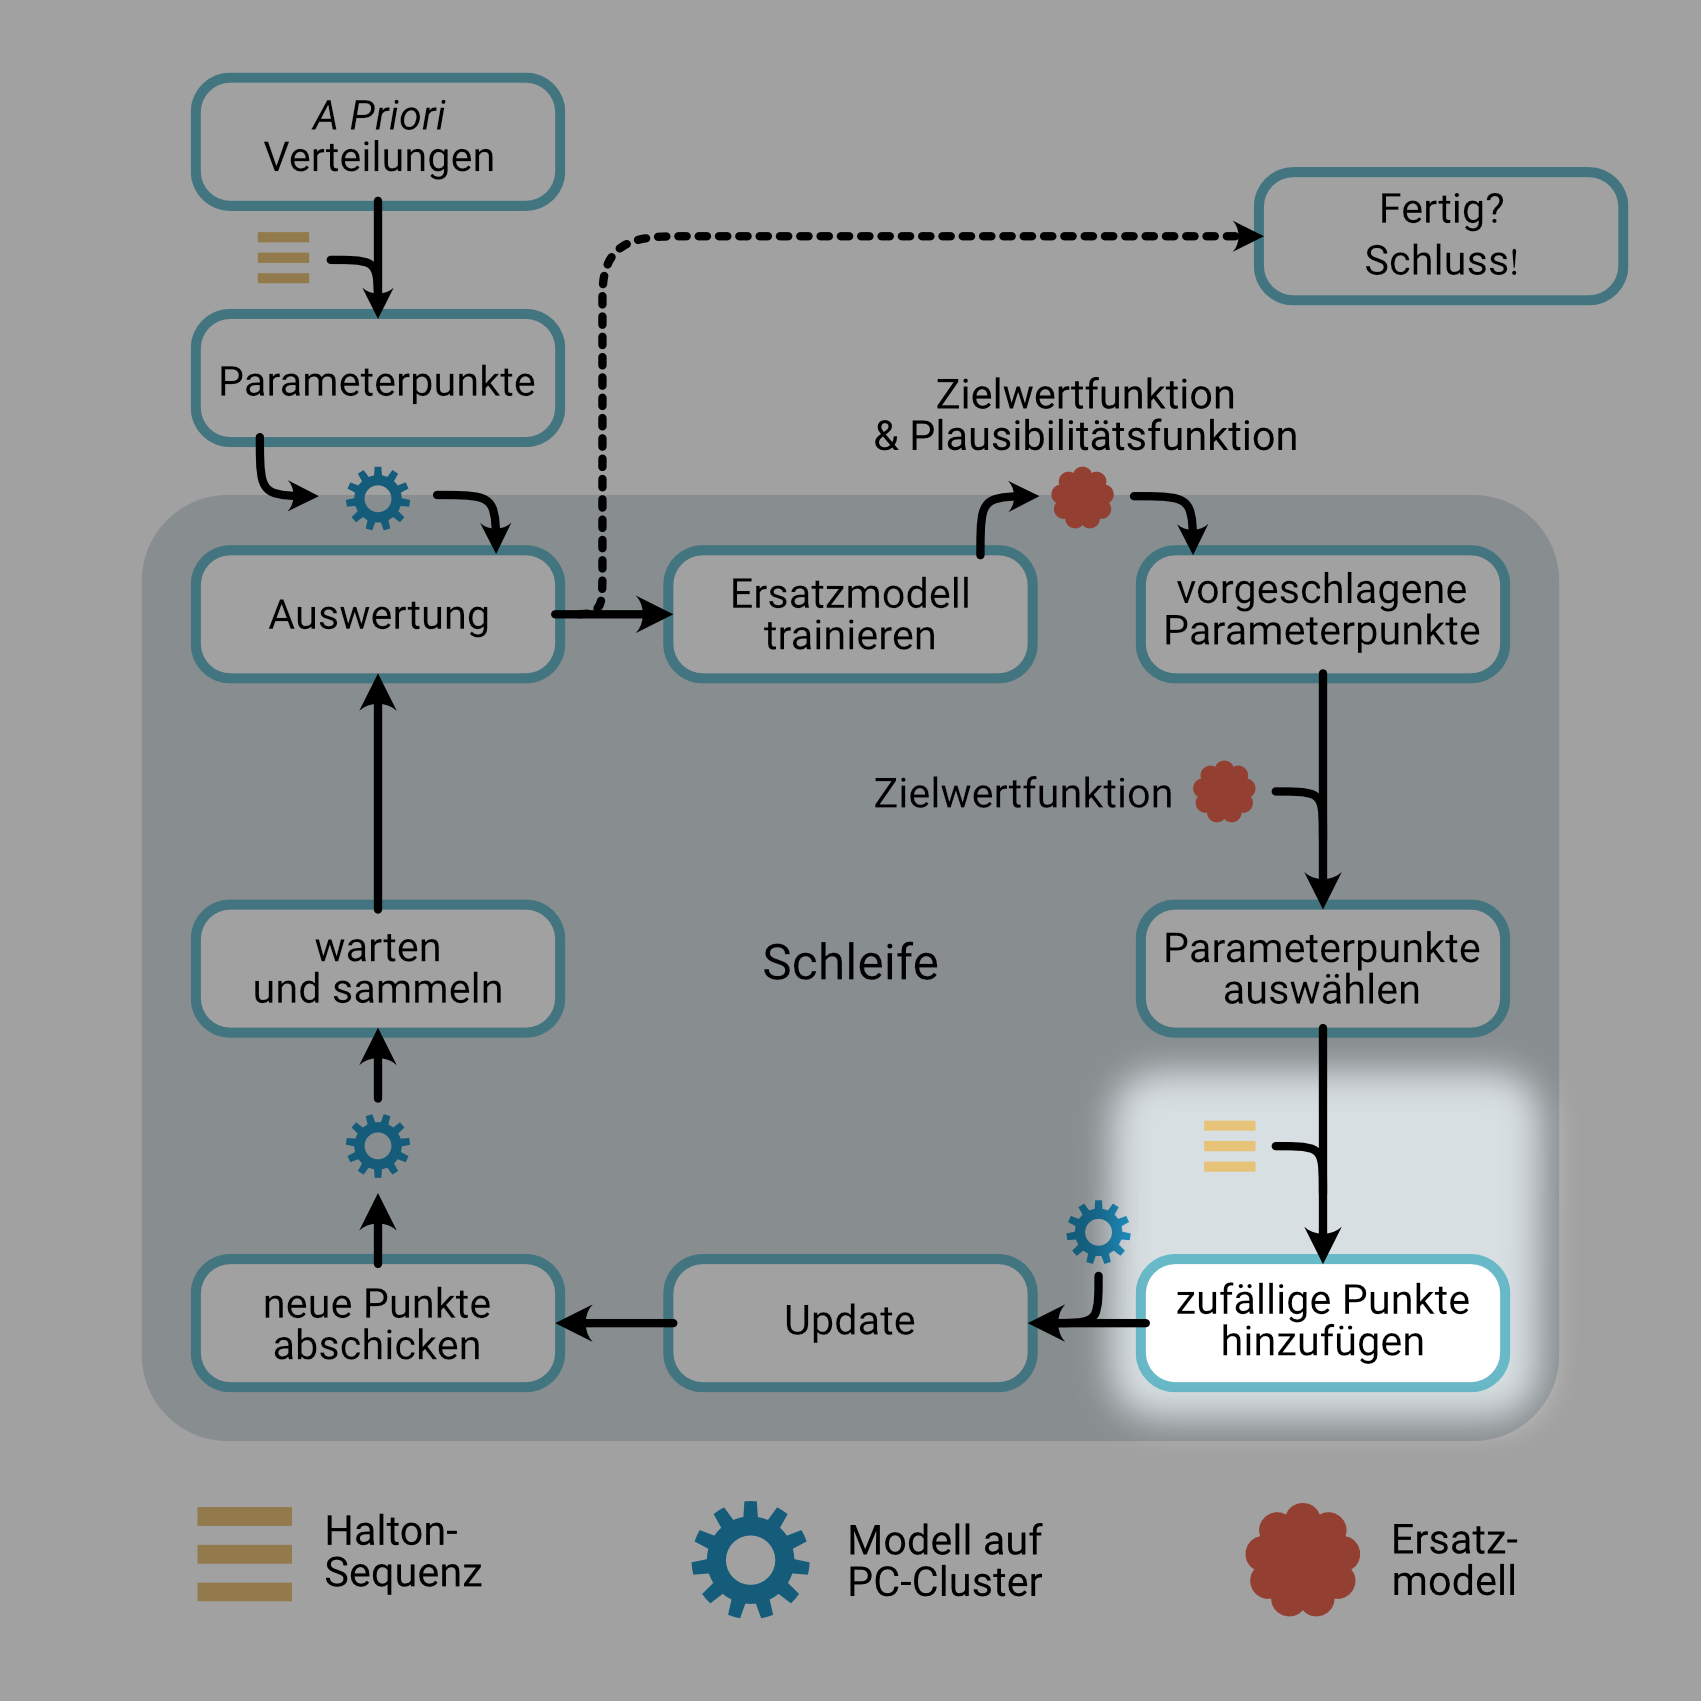 A Priori
Verteilungen
Fertig?
Schluss!
Parameterpunkte
Zielwertfunktion
& Plausibilitätsfunktion
Auswertung
Ersatzmodell
trainieren
vorgeschlagene
Parameterpunkte
Zielwertfunktion
warten
und sammeln
Schleife
Parameterpunkte
auswählen
neue Punkte
abschicken
Update
zufällige Punkte
hinzufügen
Halton-
Sequenz
Modell auf
PC-Cluster
Ersatz-
modell